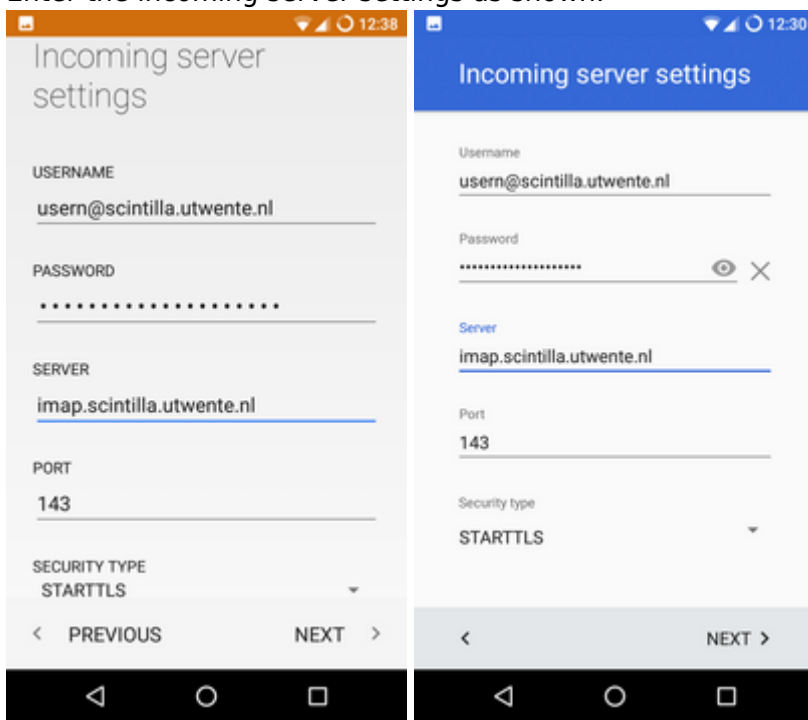 Enter the incoming server settings as shown:
12:38
Incoming server
settings
USERNAME
usern@scintilla.utwente.nl
PASSWORD
••••••••••••••••••••
SERVER
imap.scintilla.utwente.nl
PORT
143
SECURITY TYPE
STARTTLS
< PREVIOUS
NEXT >
12:30
Incoming server settings
Username
usern@scintilla.utwente.nl
Password
••••••••••••••••••••
Server
imap.scintilla.utwente.nl
Port
143
Security type
STARTTLS
<
NEXT >